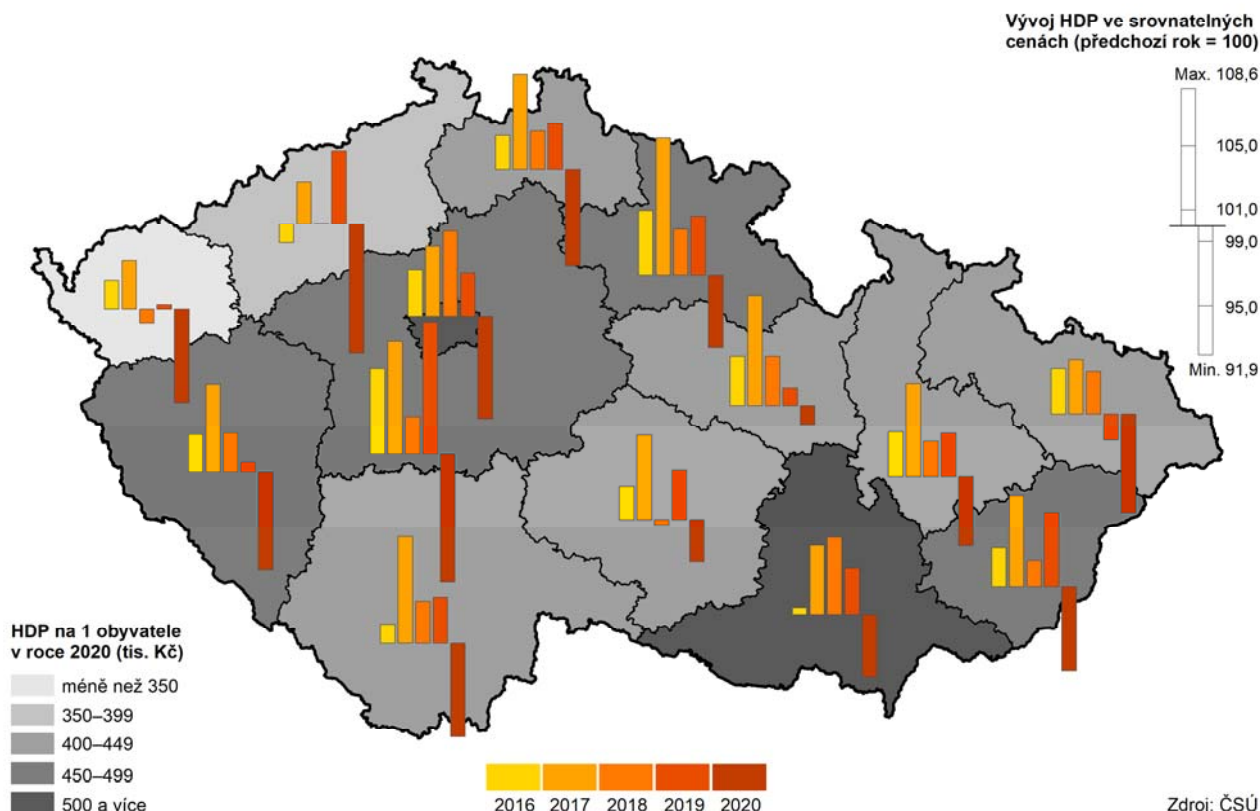 Vývoj HDP ve srovnatelných
cenách (předchozí rok = 100)
Max. 108,6
105,0
101,0
99,0
95,0
Min. 91,9
HDP na 1 obyvatele
v roce 2020 (tis. Kč)
méně než 350
350–399
400–449
450–499
500 a více
2016 2017 2018 2019 2020
Zdroj: ČSÚ